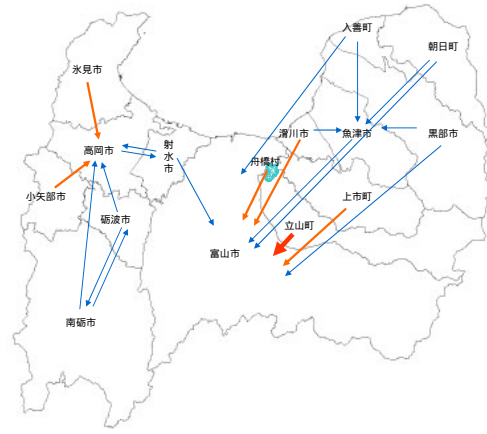 入善町
朝日町
氷見市
滑川市
魚津市
黒部市
射水市
高岡市
舟橋村
小矢部市
上市町
砺波市
立山町
富山市
南砺市